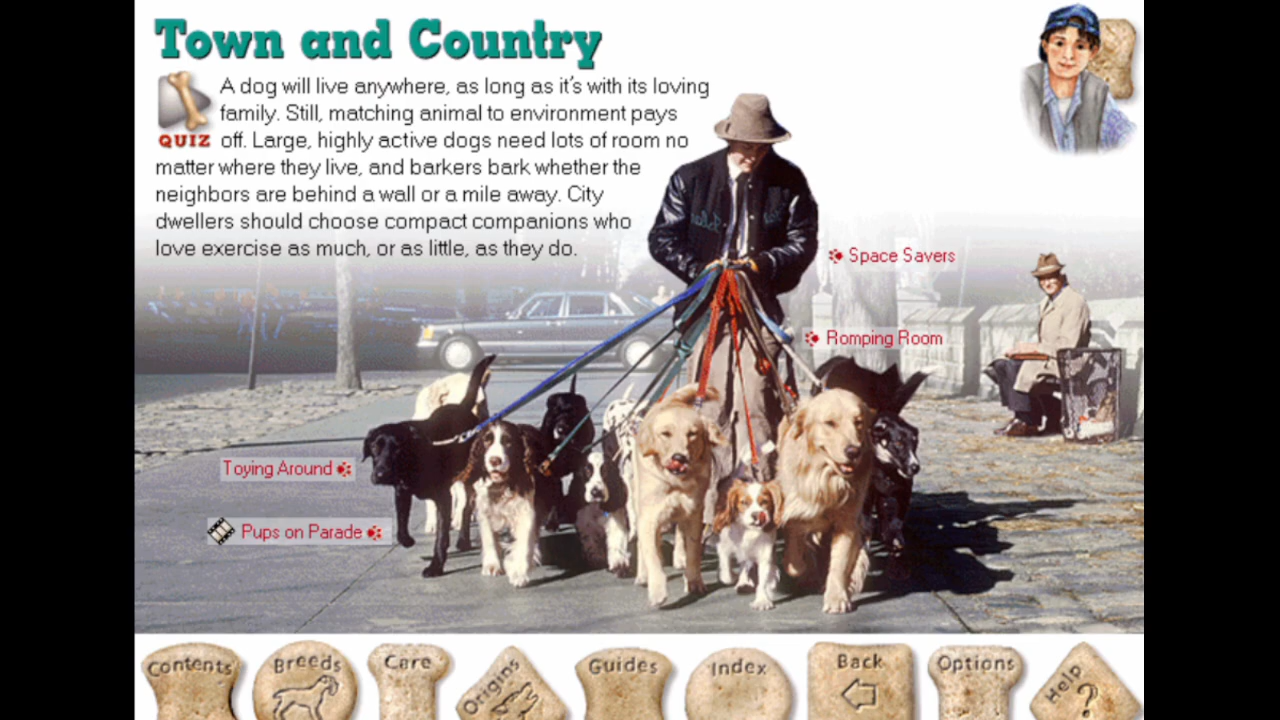 Town and Country
A dog will live anywhere, as long as it's with its loving
family. Still, matching animal to environment pays
QUIZ off. Large, highly active dogs need lots of room no
matter where they live, and barkers bark whether the
neighbors are behind a wall or a mile away. City
dwellers should choose compact companions who
love exercise as much, or as little, as they do.
Space Savers
Romping Room
Toying Around
Pups on Parade
Contents Breeds Care Origins Guides Index Back Options Help ?